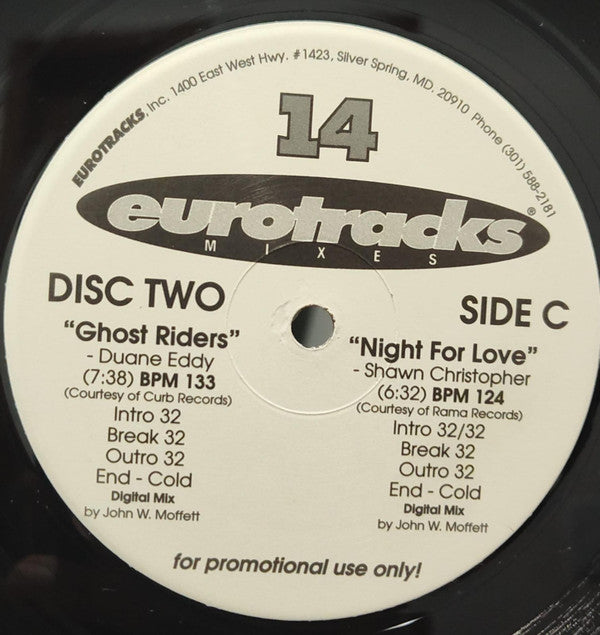 EUROTRACKS, Inc. 1400 East West Hwy. #1423, Silver Spring, MD. 20910 Phone (301) 588-2181
14
eurotracks®
MIXES
DISC TWO
"Ghost Riders"
- Duane Eddy
(7:38) BPM 133
(Courtesy of Curb Records)
Intro 32
Break 32
Outro 32
End - Cold
Digital Mix
by John W. Moffett
SIDE C
"Night For Love"
- Shawn Christopher
(6:32) BPM 124
(Courtesy of Rama Records)
Intro 32/32
Break 32
Outro 32
End - Cold
Digital Mix
by John W. Moffett
for promotional use only!